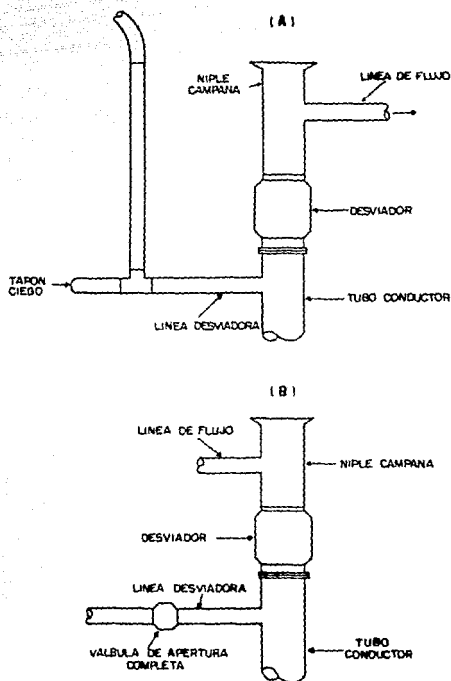 (A)
NIPLE
CAMPANA
LINEA DE FLUJO
DESVIADOR
TAPON
CIEGO
TUBO CONDUCTOR
LINEA DESVIADORA
(B)
LINEA DE FLUJO
NIPLE CAMPANA
DESVIADOR
LINEA DESVIADORA
VALBULA DE APERTURA
COMPLETA
TUBO
CONDUCTOR